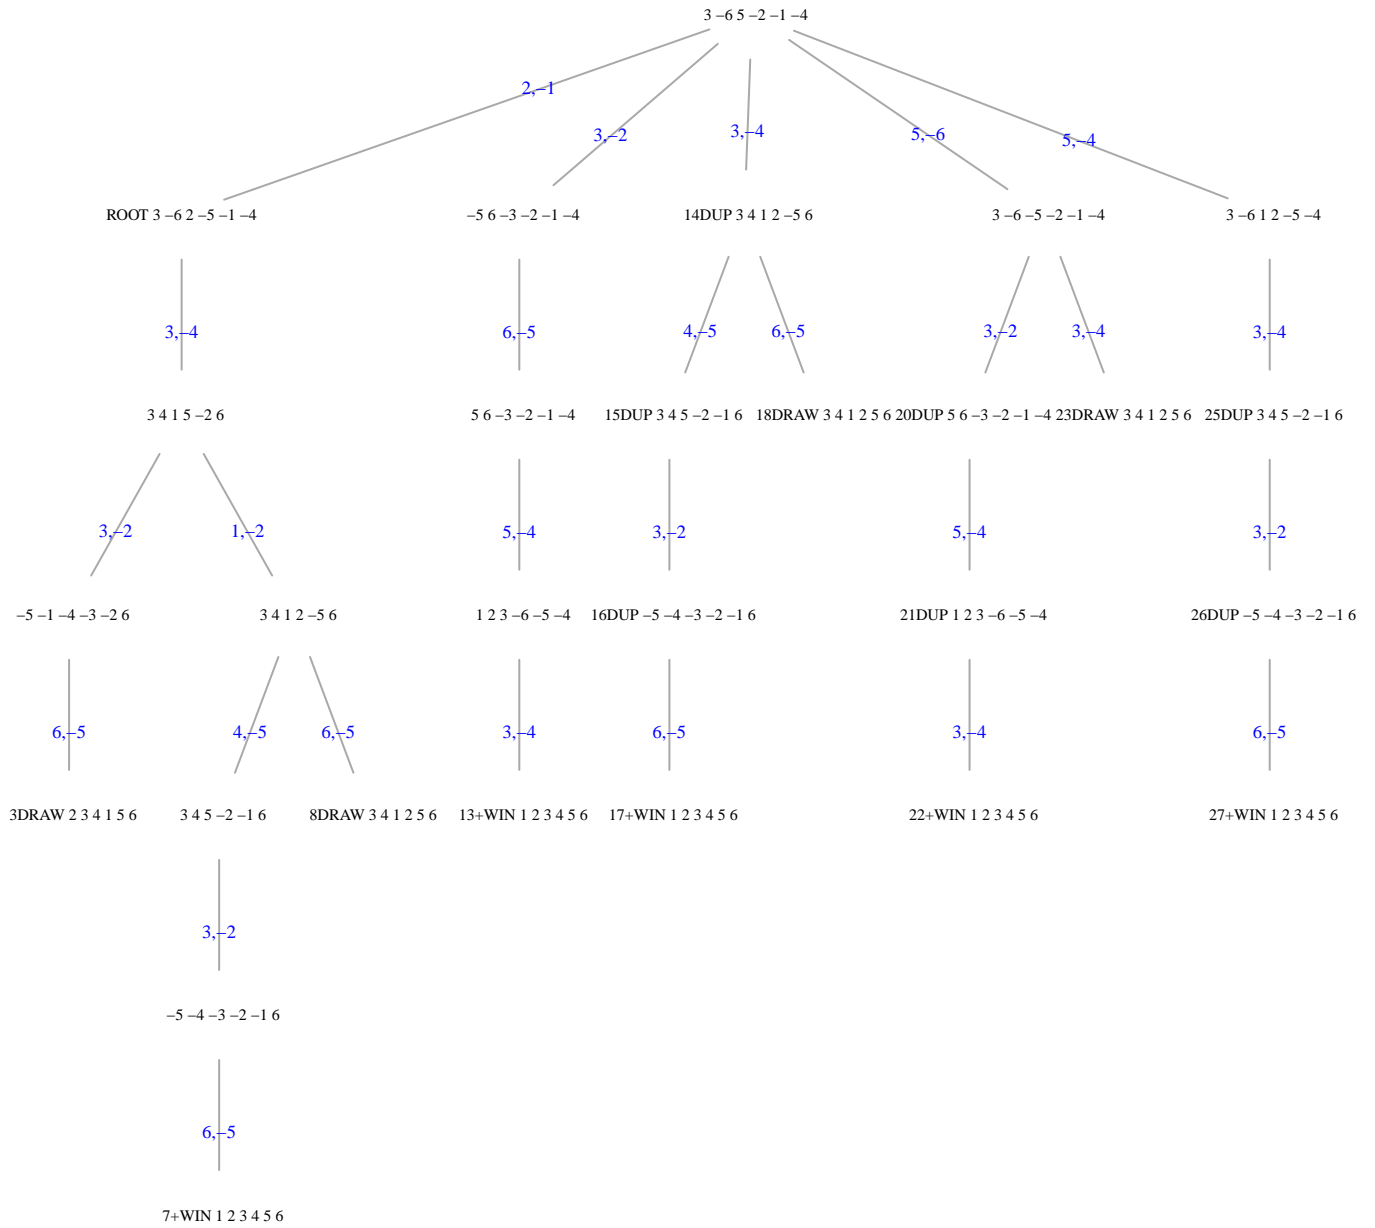 3 –6 5 –2 –1 –4
2,–1
3,–2
3,–4
5,–6
5,–4
ROOT 3 –6 2 –5 –1 –4
–5 6 –3 –2 –1 –4
14DUP 3 4 1 2 –5 6
3 –6 –5 –2 –1 –4
3 –6 1 2 –5 –4
3,–4
6,–5
4,–5
6,–5
3,–2
3,–4
3,–4
3 4 1 5 –2 6
5 6 –3 –2 –1 –4
15DUP 3 4 5 –2 –1 6
18DRAW 3 4 1 2 5 6
20DUP 5 6 –3 –2 –1 –4
23DRAW 3 4 1 2 5 6
25DUP 3 4 5 –2 –1 6
3,–2
1,–2
5,–4
3,–2
5,–4
3,–2
–5 –1 –4 –3 –2 6
3 4 1 2 –5 6
1 2 3 –6 –5 –4
16DUP –5 –4 –3 –2 –1 6
21DUP 1 2 3 –6 –5 –4
26DUP –5 –4 –3 –2 –1 6
6,–5
4,–5
6,–5
3,–4
6,–5
3,–4
6,–5
3DRAW 2 3 4 1 5 6
3 4 5 –2 –1 6
8DRAW 3 4 1 2 5 6
13+WIN 1 2 3 4 5 6
17+WIN 1 2 3 4 5 6
22+WIN 1 2 3 4 5 6
27+WIN 1 2 3 4 5 6
3,–2
–5 –4 –3 –2 –1 6
6,–5
7+WIN 1 2 3 4 5 6